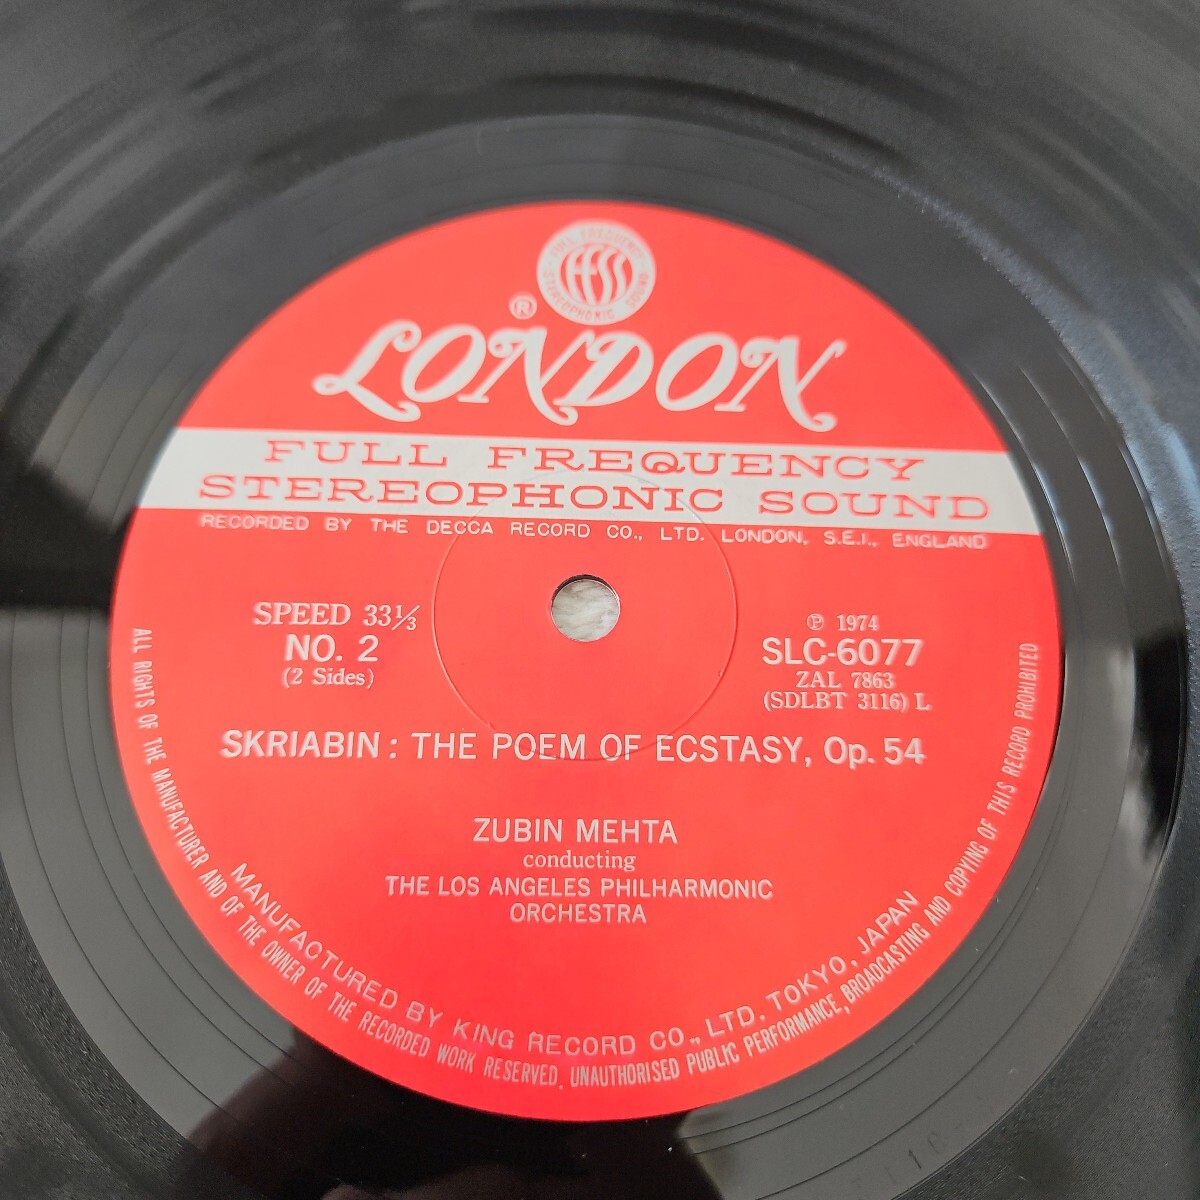 FULL FREQUENCY
FFSS
STEREOPHONIC SOUND
®
LONDON
FULL FREQUENCY
STEREOPHONIC SOUND
RECORDED BY THE DECCA RECORD CO., LTD. LONDON, S.E.I., ENGLAND
SPEED 33⅓
NO. 2
(2 Sides)
℗ 1974
SLC-6077
ZAL 7863
(SDLBT 3116) L
SKRIABIN : THE POEM OF ECSTASY, Op. 54
ZUBIN MEHTA
conducting
THE LOS ANGELES PHILHARMONIC
ORCHESTRA
MANUFACTURED BY KING RECORD CO., LTD. TOKYO, JAPAN
ALL RIGHTS OF THE MANUFACTURER AND OF THE OWNER OF THE RECORDED WORK RESERVED. UNAUTHORISED PUBLIC PERFORMANCE, BROADCASTING AND COPYING OF THIS RECORD PROHIBITED